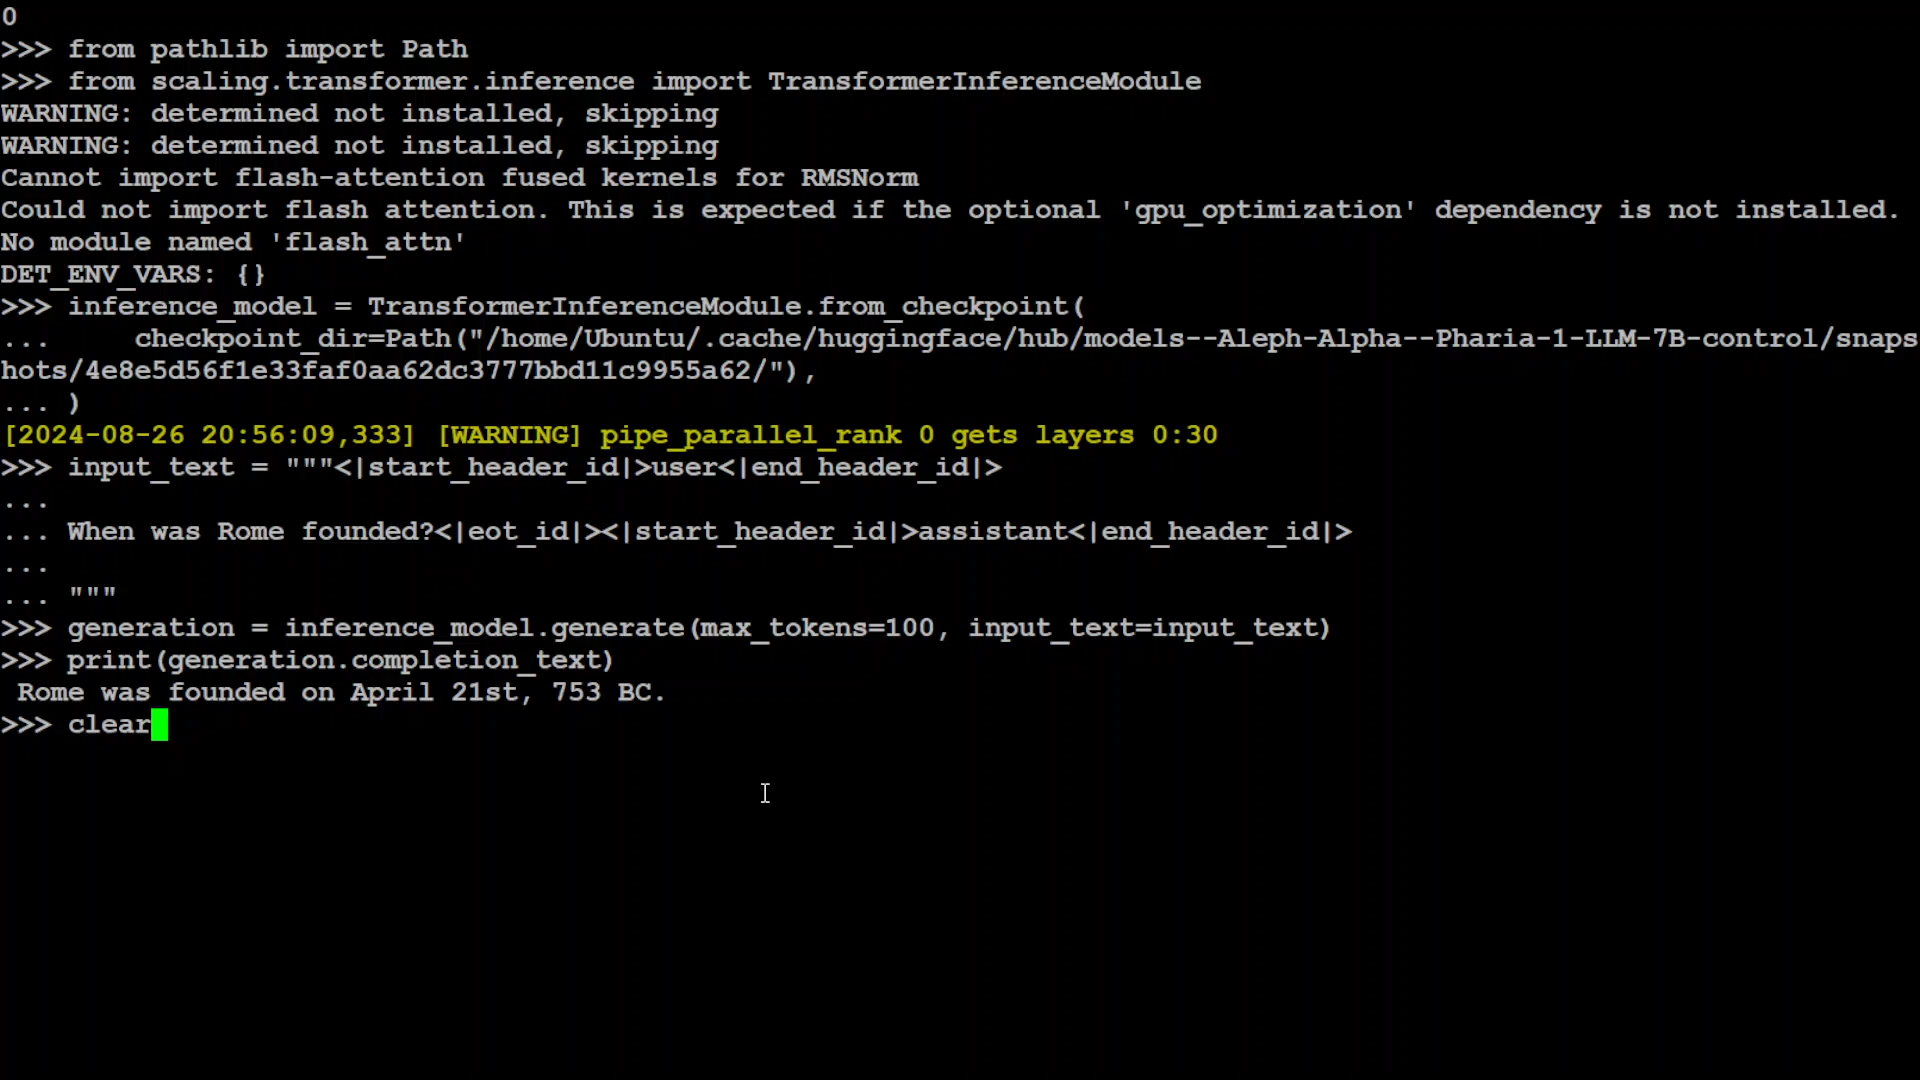 0
>>> from pathlib import Path
>>> from scaling.transformer.inference import TransformerInferenceModule
WARNING: determined not installed, skipping
WARNING: determined not installed, skipping
Cannot import flash-attention fused kernels for RMSNorm
Could not import flash attention. This is expected if the optional 'gpu_optimization' dependency is not installed.
No module named 'flash_attn'
DET_ENV_VARS: {}
>>> inference_model = TransformerInferenceModule.from_checkpoint(
...     checkpoint_dir=Path("/home/Ubuntu/.cache/huggingface/hub/models--Aleph-Alpha--Pharia-1-LLM-7B-control/snaps
hots/4e8e5d56f1e33faf0aa62dc3777bbd11c9955a62/"),
... )
[2024-08-26 20:56:09,333] [WARNING] pipe_parallel_rank 0 gets layers 0:30
>>> input_text = """<|start_header_id|>user<|end_header_id|>
...
... When was Rome founded?<|eot_id|><|start_header_id|>assistant<|end_header_id|>
...
... """
>>> generation = inference_model.generate(max_tokens=100, input_text=input_text)
>>> print(generation.completion_text)
 Rome was founded on April 21st, 753 BC.
>>> clear